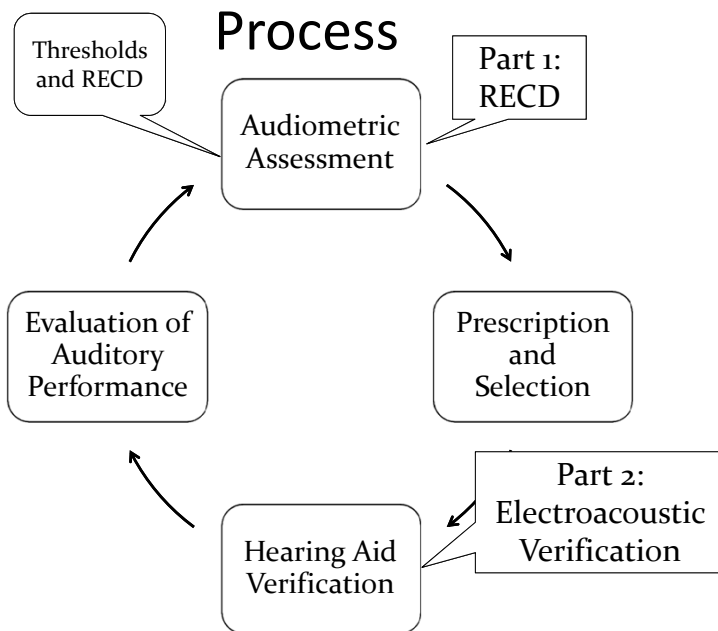 Process
Thresholds
and RECD
Part 1:
RECD
Audiometric
Assessment
Prescription
and
Selection
Part 2:
Electroacoustic
Verification
Hearing Aid
Verification
Evaluation of
Auditory
Performance